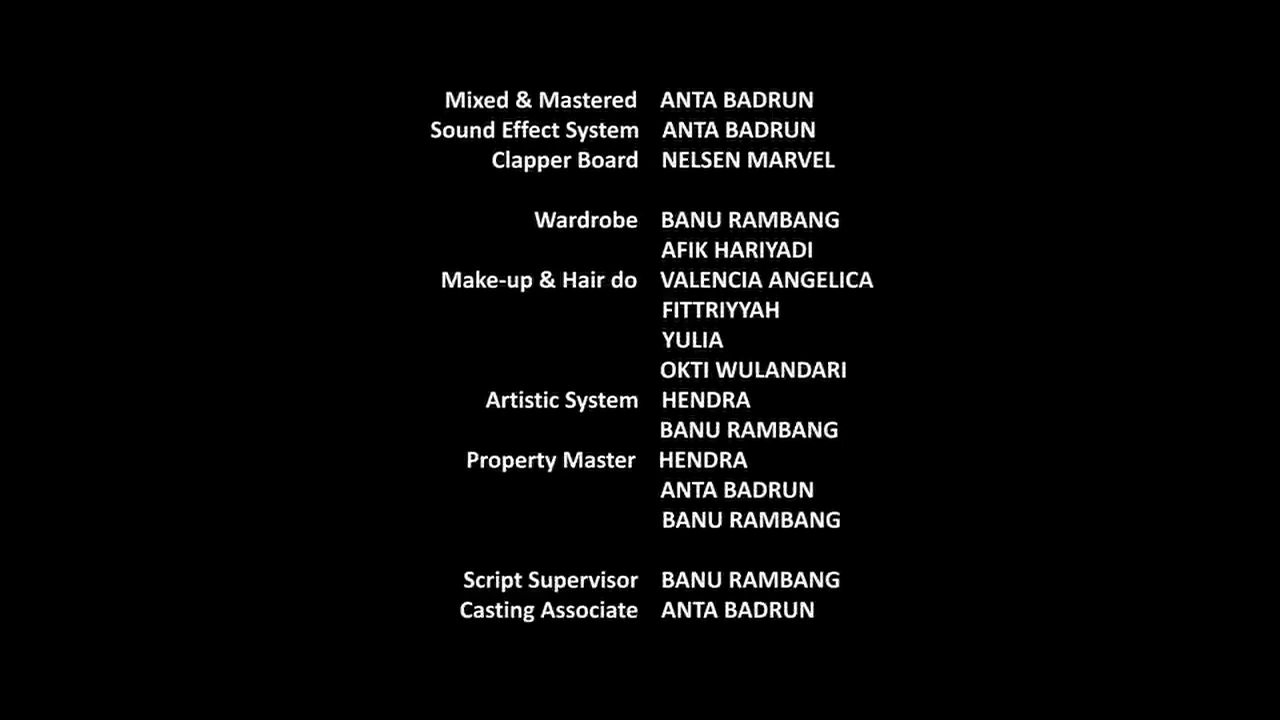 Mixed & Mastered ANTA BADRUN
Sound Effect System ANTA BADRUN
Clapper Board NELSEN MARVEL
Wardrobe BANU RAMBANG
AFIK HARIYADI
Make-up & Hair do VALENCIA ANGELICA
FITTRIYYAH
YULIA
OKTI WULANDARI
Artistic System HENDRA
BANU RAMBANG
Property Master HENDRA
ANTA BADRUN
BANU RAMBANG
Script Supervisor BANU RAMBANG
Casting Associate ANTA BADRUN